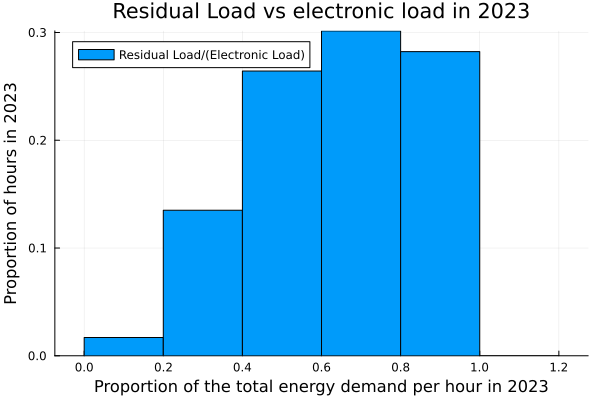 Residual Load vs electronic load in 2023
Residual Load/(Electronic Load)
Proportion of hours in 2023
0.3
0.2
0.1
0.0
0.0 0.2 0.4 0.6 0.8 1.0 1.2
Proportion of the total energy demand per hour in 2023